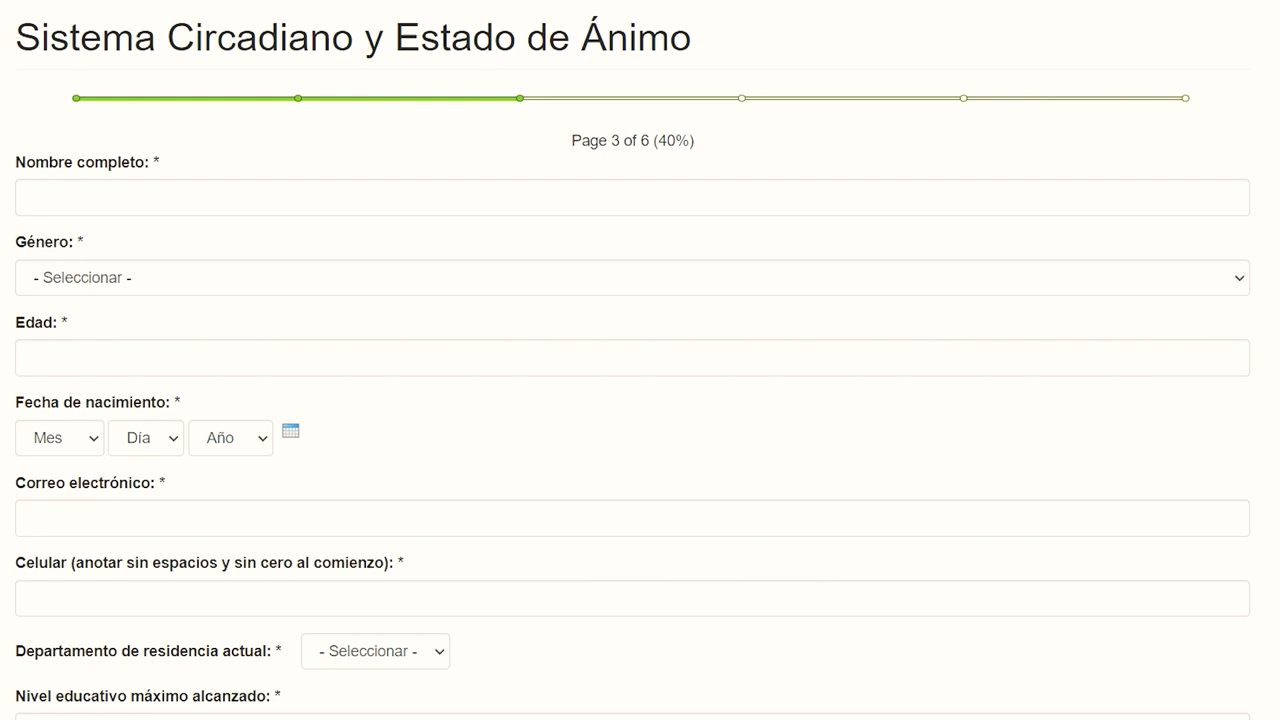 Sistema Circadiano y Estado de Ánimo
Page 3 of 6 (40%)
Nombre completo: *
Género: *
- Seleccionar -
Edad: *
Fecha de nacimiento: *
Mes Día Año
Correo electrónico: *
Celular (anotar sin espacios y sin cero al comienzo): *
Departamento de residencia actual: * - Seleccionar -
Nivel educativo máximo alcanzado: *